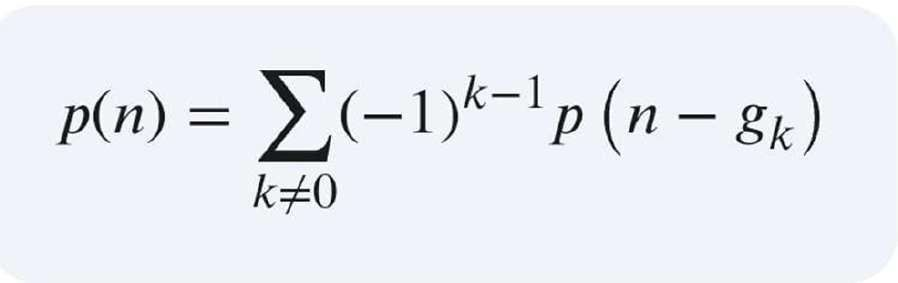 p(n) = ∑_{k≠0} (−1)^{k−1} p (n − g_k)